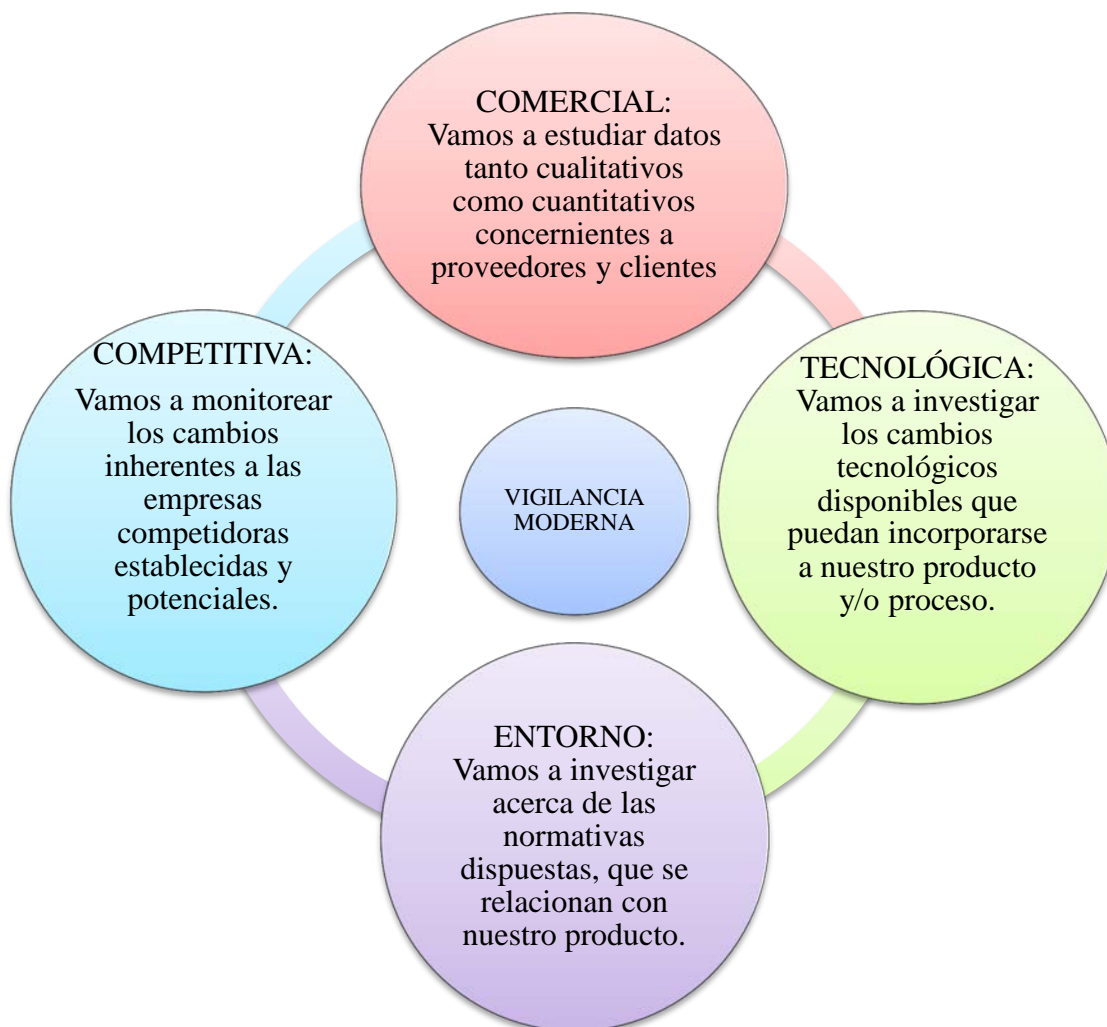 COMERCIAL:
Vamos a estudiar datos
tanto cualitativos
como cuantitativos
concernientes a
proveedores y clientes
COMPETITIVA:
Vamos a monitorear
los cambios
inherentes a las
empresas
competidoras
establecidas y
potenciales.
VIGILANCIA
MODERNA
TECNOLÓGICA:
Vamos a investigar
los cambios
tecnológicos
disponibles que
puedan incorporarse
a nuestro producto
y/o proceso.
ENTORNO:
Vamos a investigar
acerca de las
normativas
dispuestas, que se
relacionan con
nuestro producto.